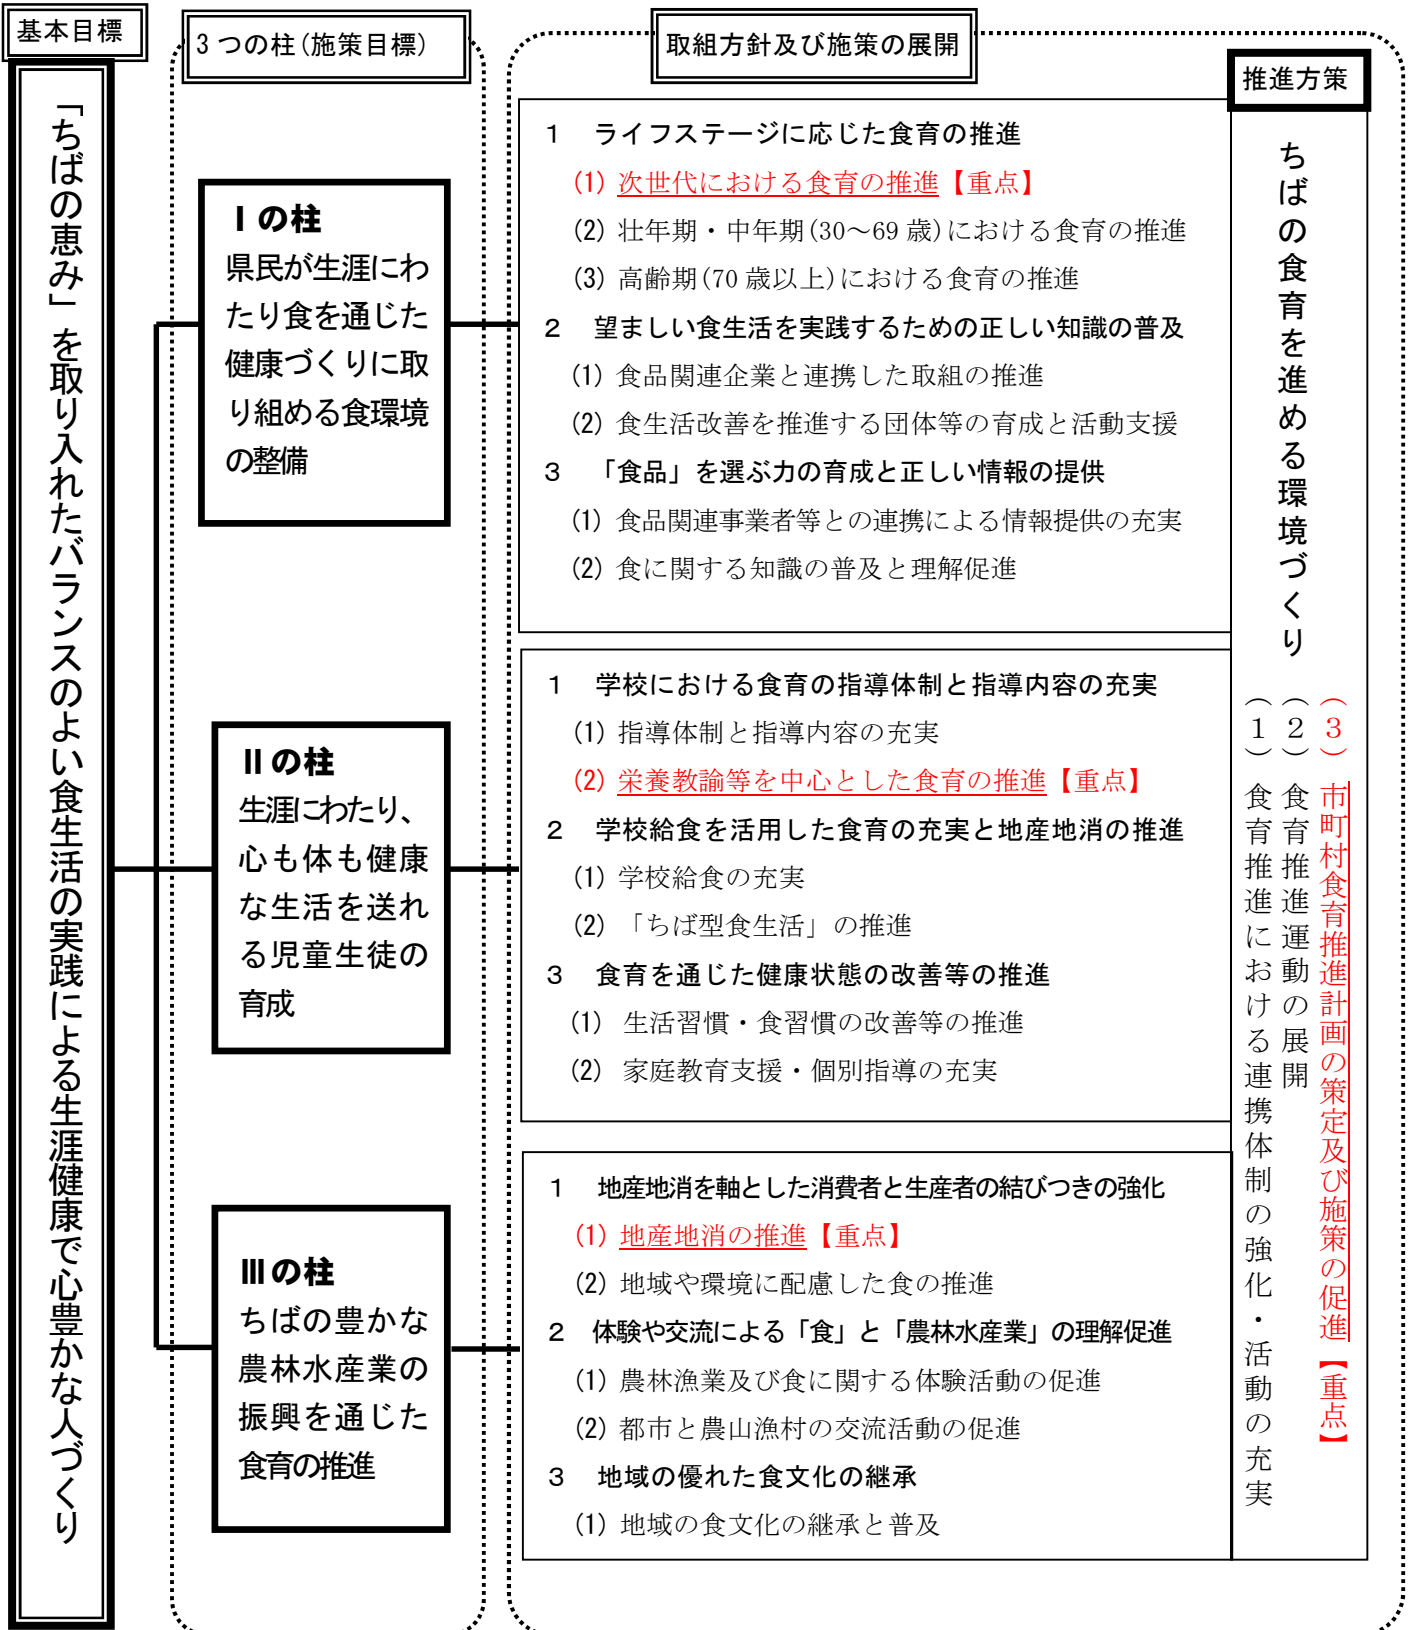 基本目標
「ちばの恵み」を取り入れたバランスのよい食生活の実践による生涯健康で心豊かな人づくり
3つの柱(施策目標)
Ⅰの柱
県民が生涯にわ
たり食を通じた
健康づくりに取
り組める食環境
の整備
Ⅱの柱
生涯にわたり、
心も体も健康
な生活を送れ
る児童生徒の
育成
Ⅲの柱
ちばの豊かな
農林水産業の
振興を通じた
食育の推進
取組方針及び施策の展開
1 ライフステージに応じた食育の推進
(1) 次世代における食育の推進【重点】
(2) 壮年期・中年期(30～69歳)における食育の推進
(3) 高齢期(70歳以上)における食育の推進
2 望ましい食生活を実践するための正しい知識の普及
(1) 食品関連企業と連携した取組の推進
(2) 食生活改善を推進する団体等の育成と活動支援
3 「食品」を選ぶ力の育成と正しい情報の提供
(1) 食品関連事業者等との連携による情報提供の充実
(2) 食に関する知識の普及と理解促進
1 学校における食育の指導体制と指導内容の充実
(1) 指導体制と指導内容の充実
(2) 栄養教諭等を中心とした食育の推進【重点】
2 学校給食を活用した食育の充実と地産地消の推進
(1) 学校給食の充実
(2) 「ちば型食生活」の推進
3 食育を通じた健康状態の改善等の推進
(1) 生活習慣・食習慣の改善等の推進
(2) 家庭教育支援・個別指導の充実
1 地産地消を軸とした消費者と生産者の結びつきの強化
(1) 地産地消の推進【重点】
(2) 地域や環境に配慮した食の推進
2 体験や交流による「食」と「農林水産業」の理解促進
(1) 農林漁業及び食に関する体験活動の促進
(2) 都市と農山漁村の交流活動の促進
3 地域の優れた食文化の継承
(1) 地域の食文化の継承と普及
推進方策
ちばの食育を進める環境づくり
(3) 市町村食育推進計画の策定及び施策の促進【重点】
(2) 食育推進運動の展開
(1) 食育推進における連携体制の強化・活動の充実